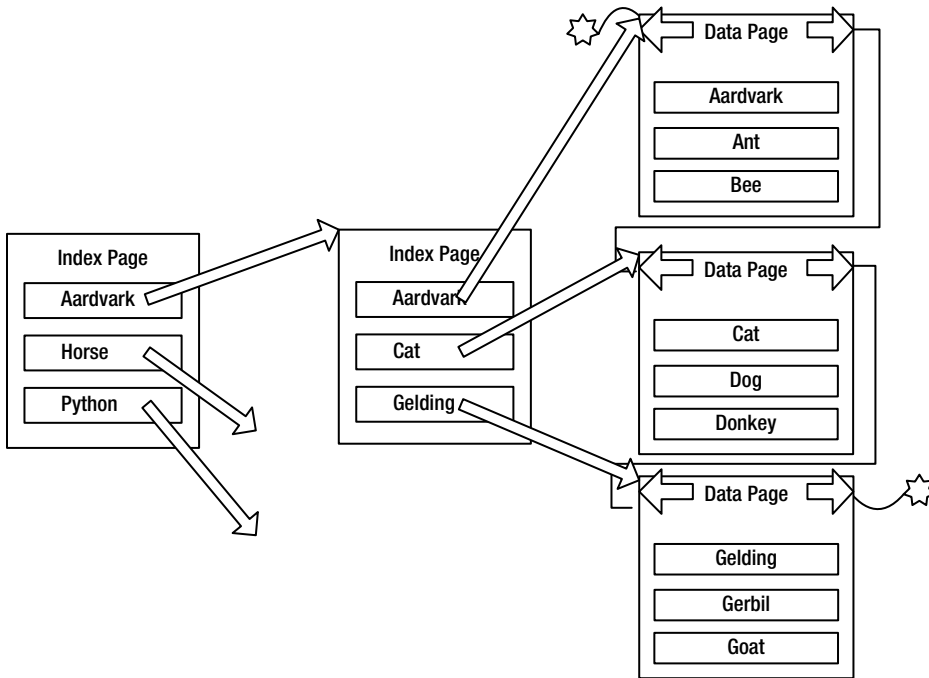 Index Page
Aardvark
Horse
Python
Index Page
Aardvark
Cat
Gelding
Data Page
Aardvark
Ant
Bee
Data Page
Cat
Dog
Donkey
Data Page
Gelding
Gerbil
Goat